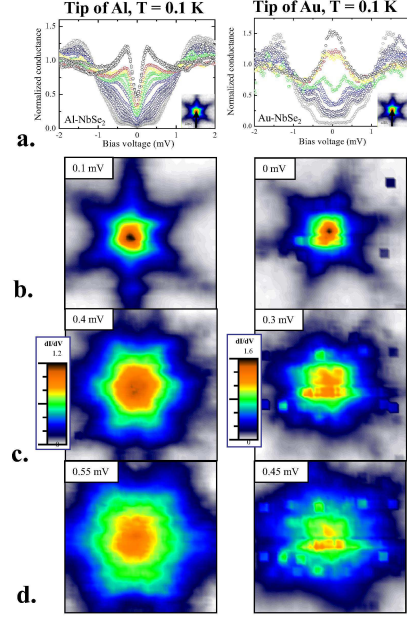 Tip of Al, T = 0.1 K
Tip of Au, T = 0.1 K
Normalized conductance
1.5
1.0
0.5
0.0
Al-NbSe2
-2 -1 0 1 2
Bias voltage (mV)
Normalized conductance
1.5
1.0
0.5
0.0
Au-NbSe2
-2 -1 0 1 2
Bias voltage (mV)
a.
0.1 mV
0 mV
b.
0.4 mV
0.3 mV
dI/dV
1.2
dI/dV
1.6
0
c.
0.55 mV
0.45 mV
d.